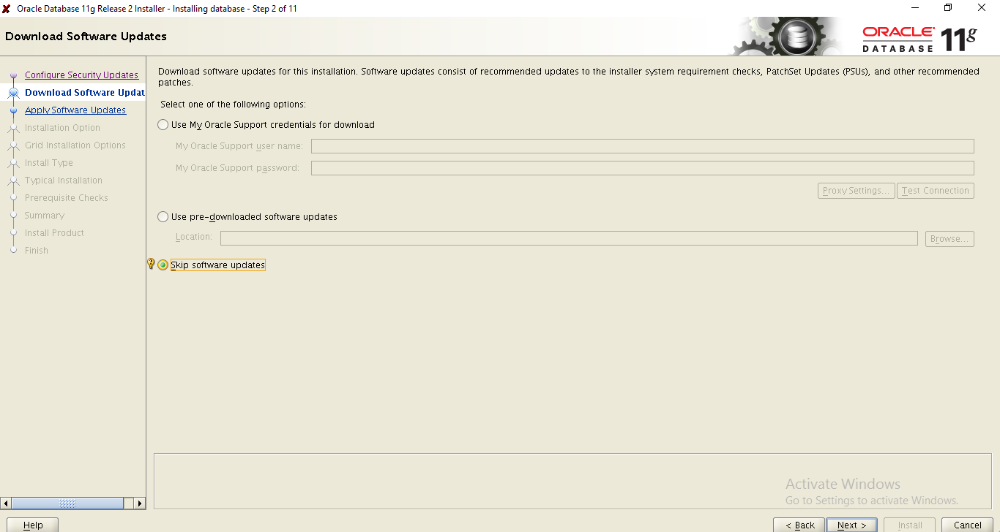 Oracle Database 11g Release 2 Installer - Installing database - Step 2 of 11
Download Software Updates
ORACLE
DATABASE
11g
Configure Security Updates
Download Software Updat
Apply Software Updates
Installation Option
Grid Installation Options
Install Type
Typical Installation
Prerequisite Checks
Summary
Install Product
Finish
Download software updates for this installation. Software updates consist of recommended updates to the installer system requirement checks, PatchSet Updates (PSUs), and other recommended
patches.
Select one of the following options:
Use My Oracle Support credentials for download
My Oracle Support user name:
My Oracle Support password:
Proxy Settings...
Test Connection
Use pre-downloaded software updates
Location:
Browse...
Skip software updates
Activate Windows
Go to Settings to activate Windows.
Help
< Back
Next >
Install
Cancel